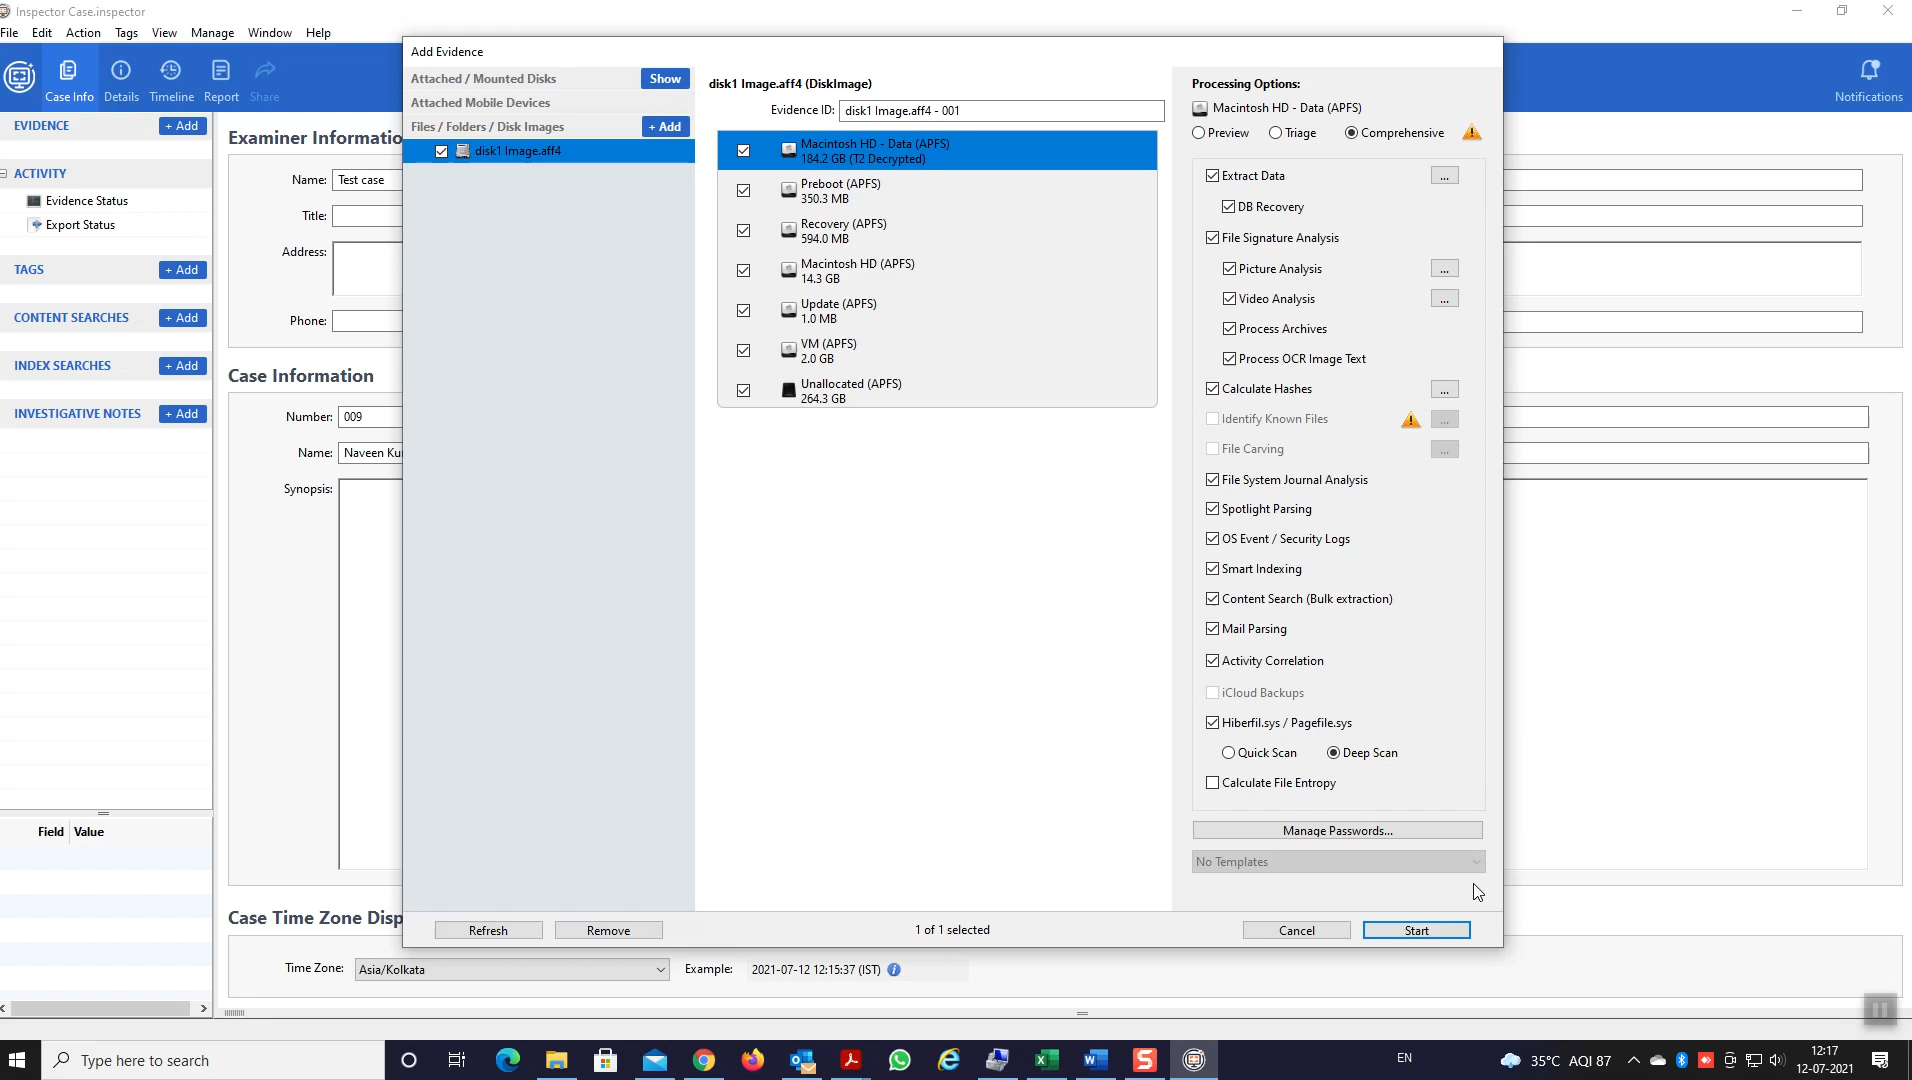 Inspector Case.inspector
File Edit Action Tags View Manage Window Help
Case Info Details Timeline Report Share
Notifications
EVIDENCE + Add
ACTIVITY
Evidence Status
Export Status
TAGS + Add
CONTENT SEARCHES + Add
INDEX SEARCHES + Add
INVESTIGATIVE NOTES + Add
Field Value
Examiner Informatio
Name: Test case
Title:
Address:
Phone:
Case Information
Number: 009
Name: Naveen Ku
Synopsis:
Case Time Zone Disp
Time Zone: Asia/Kolkata Example: 2021-07-12 12:15:37 (IST)
Add Evidence
Attached / Mounted Disks Show
Attached Mobile Devices
Files / Folders / Disk Images + Add
disk1 Image.aff4
disk1 Image.aff4 (DiskImage)
Evidence ID: disk1 Image.aff4 - 001
Macintosh HD - Data (APFS)
184.2 GB (T2 Decrypted)
Preboot (APFS)
350.3 MB
Recovery (APFS)
594.0 MB
Macintosh HD (APFS)
14.3 GB
Update (APFS)
1.0 MB
VM (APFS)
2.0 GB
Unallocated (APFS)
264.3 GB
Processing Options:
Macintosh HD - Data (APFS)
Preview Triage Comprehensive
Extract Data ...
DB Recovery
File Signature Analysis
Picture Analysis ...
Video Analysis ...
Process Archives
Process OCR Image Text
Calculate Hashes ...
Identify Known Files ...
File Carving ...
File System Journal Analysis
Spotlight Parsing
OS Event / Security Logs
Smart Indexing
Content Search (Bulk extraction)
Mail Parsing
Activity Correlation
iCloud Backups
Hiberfil.sys / Pagefile.sys
Quick Scan Deep Scan
Calculate File Entropy
Manage Passwords...
No Templates
Refresh Remove 1 of 1 selected Cancel Start
Type here to search
EN
35°C AQI 87
12:17
12-07-2021